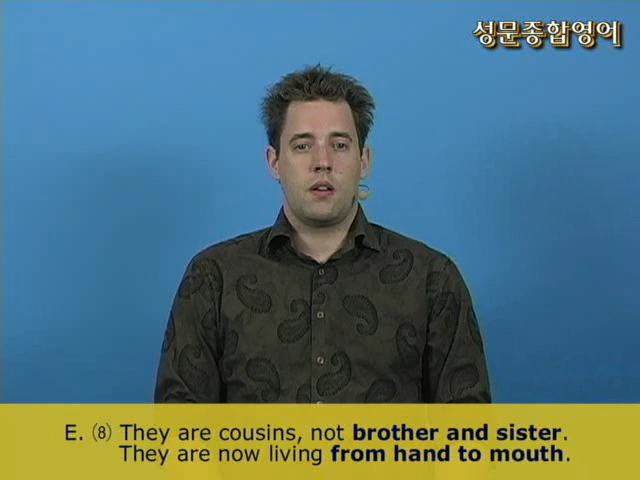 성문종합영어
E. ⑻ They are cousins, not brother and sister.
They are now living from hand to mouth.